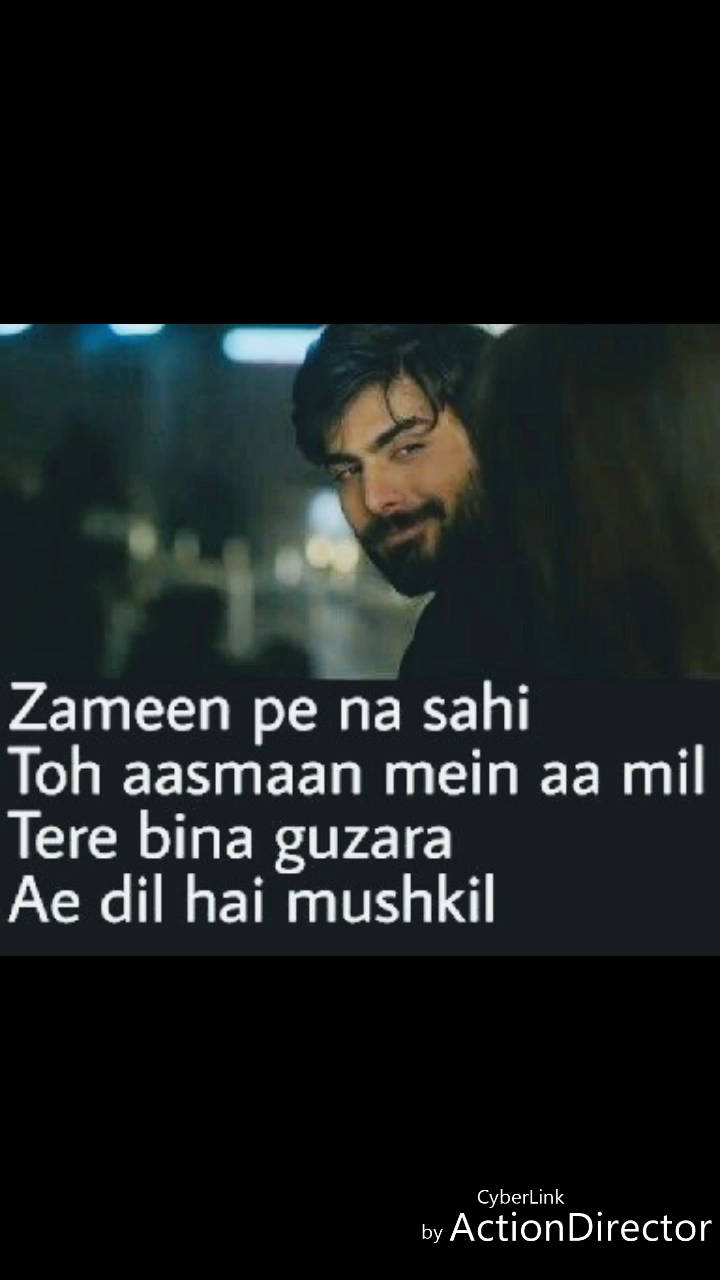 Zameen pe na sahi
Toh aasmaan mein aa mil
Tere bina guzara
Ae dil hai mushkil
CyberLink
by ActionDirector